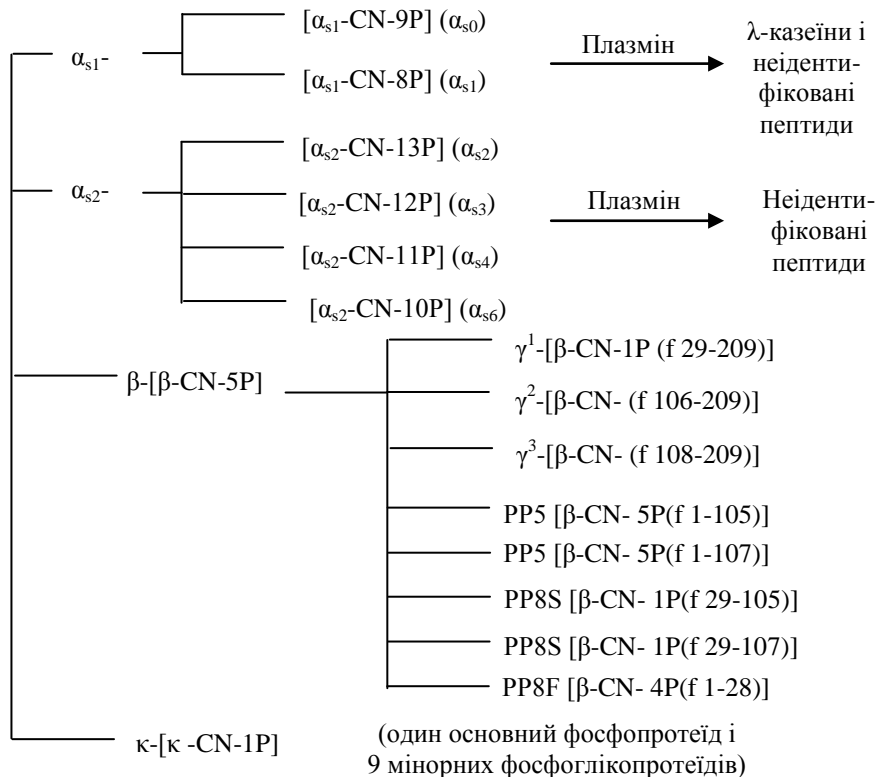 [αs1-CN-9P] (αs0)
αs1-
[αs1-CN-8P] (αs1)
Плазмін
λ-казеїни і
неіденти-
фіковані
пептиди
[αs2-CN-13P] (αs2)
αs2-
[αs2-CN-12P] (αs3)
[αs2-CN-11P] (αs4)
[αs2-CN-10P] (αs6)
Плазмін
Неіденти-
фіковані
пептиди
β-[β-CN-5P]
γ¹-[β-CN-1P (f 29-209)]
γ²-[β-CN- (f 106-209)]
γ³-[β-CN- (f 108-209)]
PP5 [β-CN- 5P(f 1-105)]
PP5 [β-CN- 5P(f 1-107)]
PP8S [β-CN- 1P(f 29-105)]
PP8S [β-CN- 1P(f 29-107)]
PP8F [β-CN- 4P(f 1-28)]
κ-[κ -CN-1P]
(один основний фосфопротеїд і
9 мінорних фосфоглікопротеїдів)